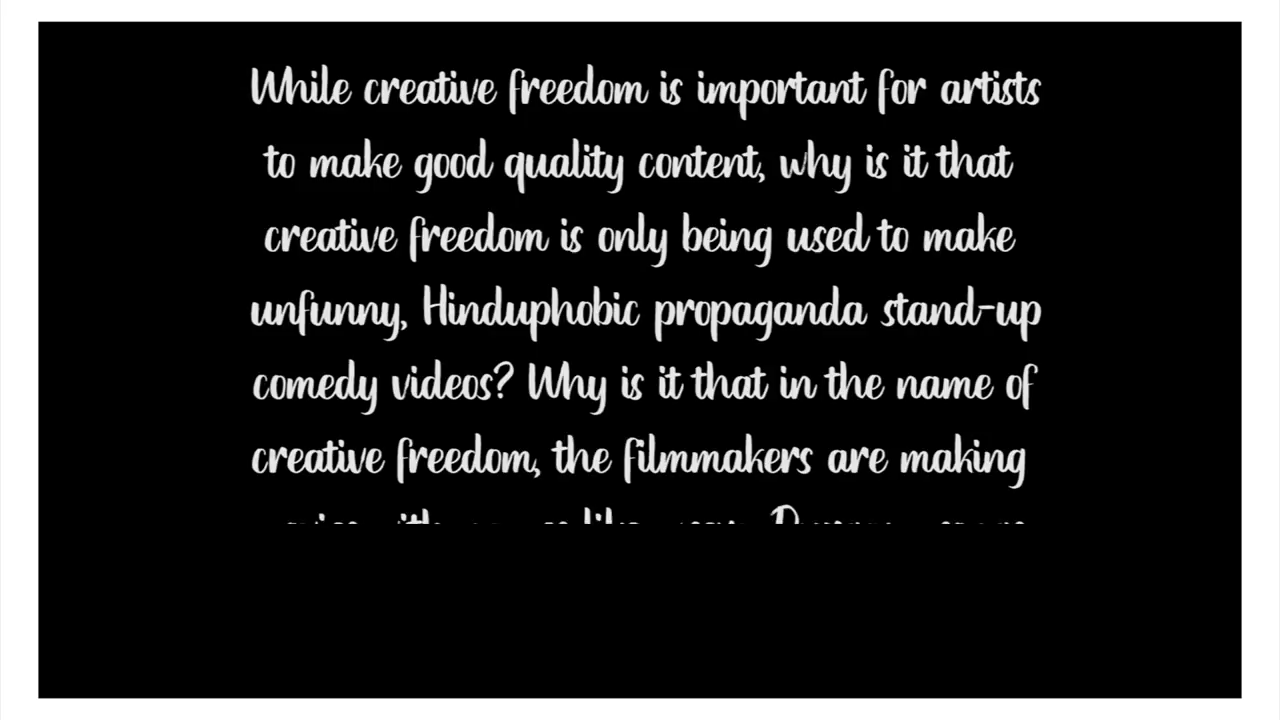 While creative freedom is important for artists
to make good quality content, why is it that
creative freedom is only being used to make
unfunny, Hinduphobic propaganda stand-up
comedy videos? Why is it that in the name of
creative freedom, the filmmakers are making